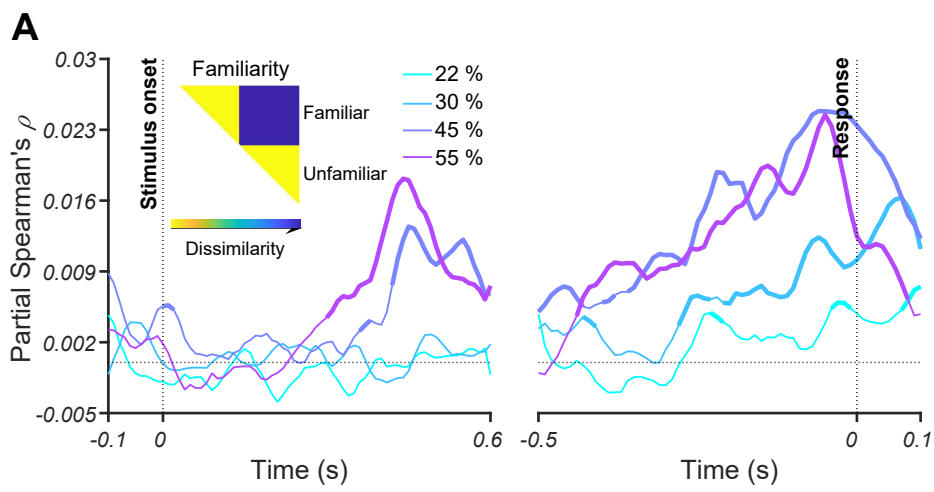 A
Partial Spearman's ρ
0.03
0.023
0.016
0.009
0.002
-0.005
Stimulus onset
Familiarity
Familiar
Unfamiliar
Dissimilarity
22 %
30 %
45 %
55 %
-0.1
0
0.6
Time (s)
Response
-0.5
0
0.1
Time (s)